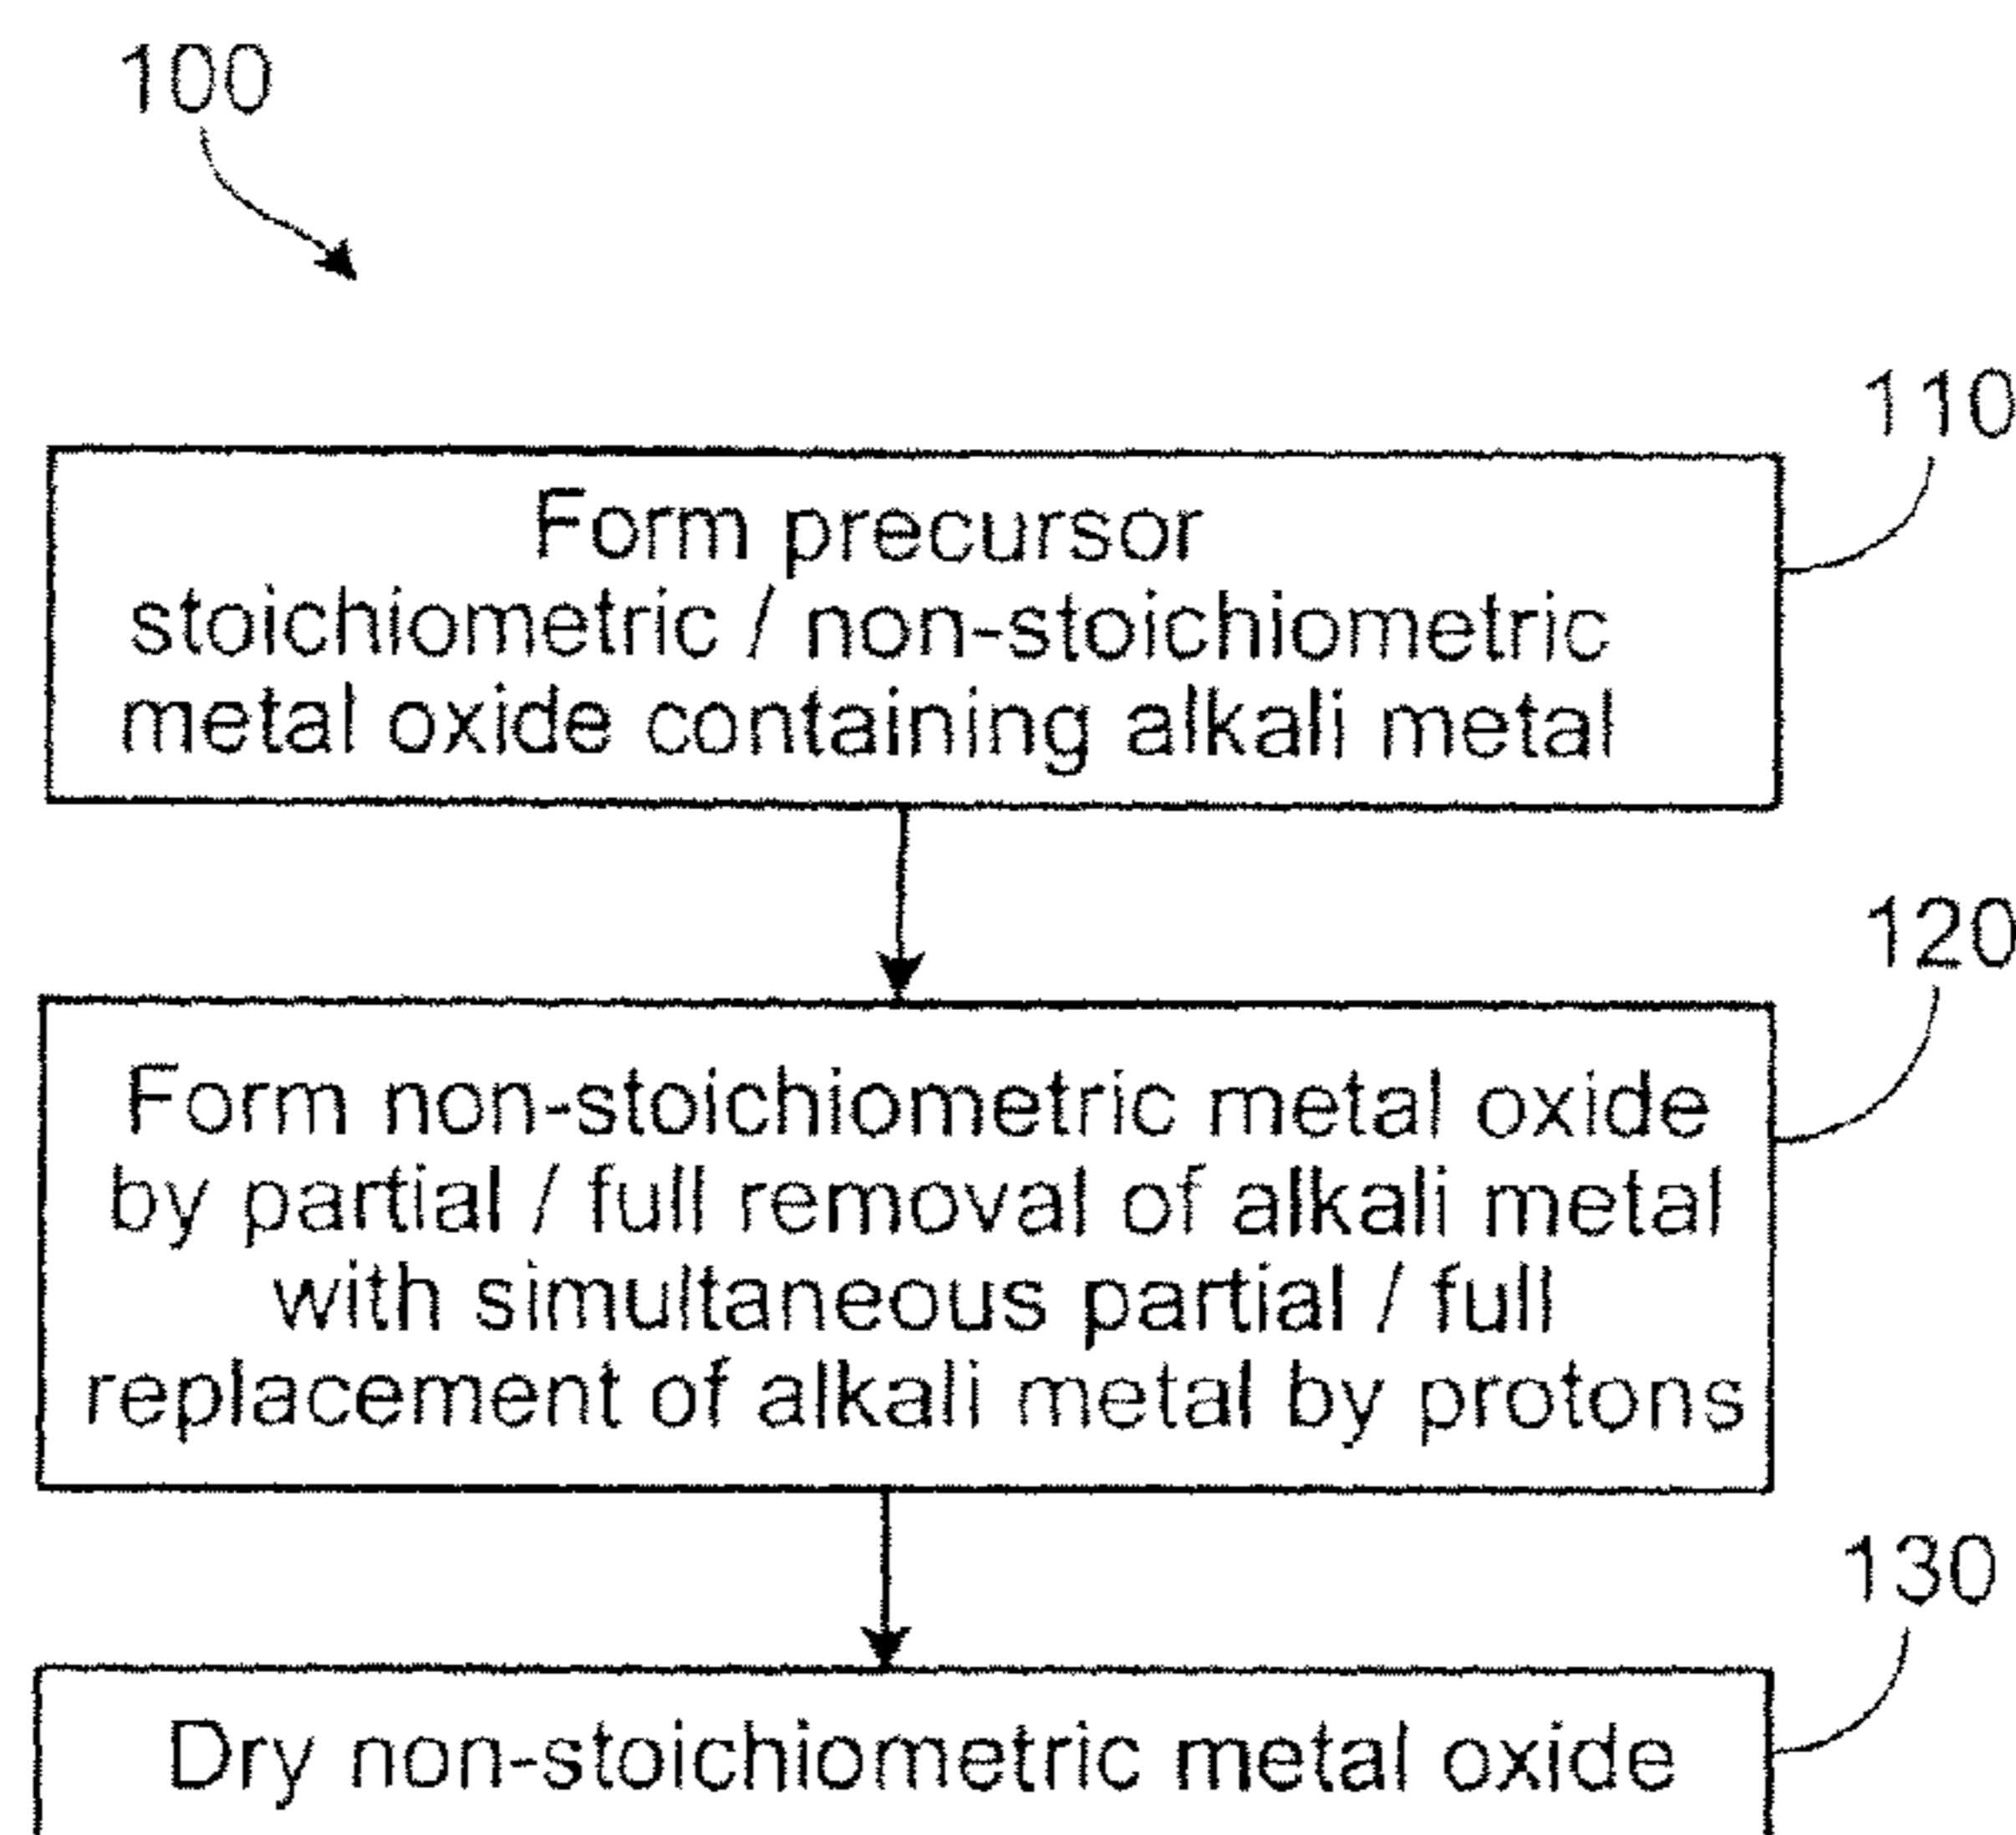 100
110
Form precursor
stoichiometric / non-stoichiometric
metal oxide containing alkali metal
120
Form non-stoichiometric metal oxide
by partial / full removal of alkali metal
with simultaneous partial / full
replacement of alkali metal by protons
130
Dry non-stoichiometric metal oxide